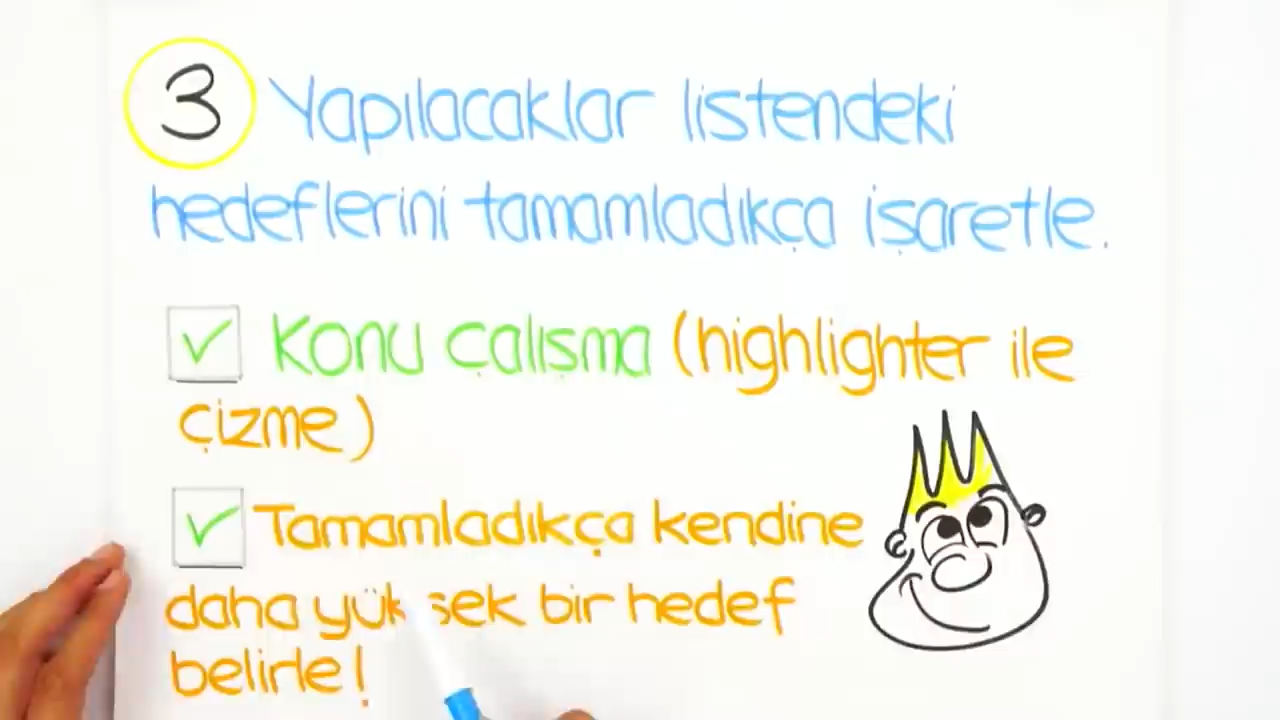 3 Yapılacaklar listendeki
hedeflerini tamamladıkça işaretle.
Konu çalışma (highlighter ile
çizme)
Tamamladıkça kendine
daha yüksek bir hedef
belirle!